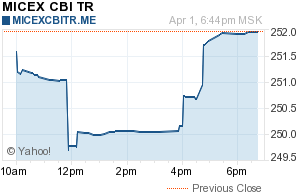 MICEX CBI TR
MICEXCBITR.ME Apr 1, 6:44pm MSK
252.0
251.5
251.0
250.5
250.0
249.5
© Yahoo!
10am 12pm 2pm 4pm 6pm
Previous Close